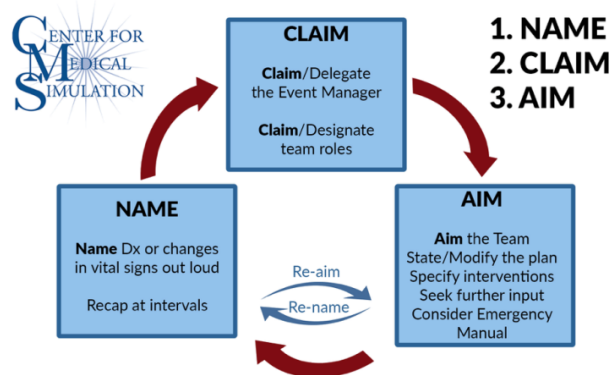 CENTER FOR
MEDICAL
SIMULATION
CLAIM
Claim/Delegate
the Event Manager
Claim/Designate
team roles
1. NAME
2. CLAIM
3. AIM
NAME
Name Dx or changes
in vital signs out loud
Recap at intervals
Re-aim
Re-name
AIM
Aim the Team
State/Modify the plan
Specify interventions
Seek further input
Consider Emergency
Manual